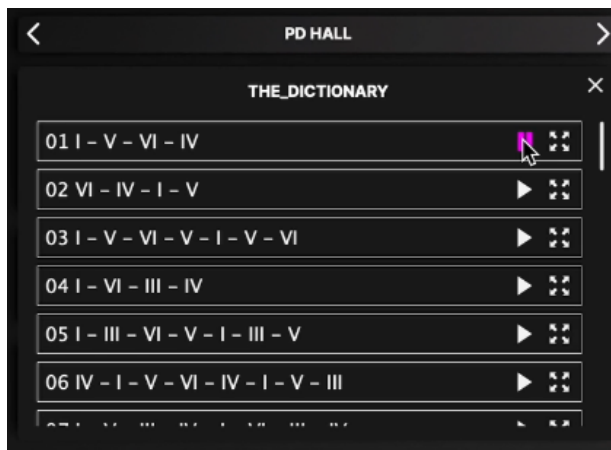 PD HALL
THE_DICTIONARY
01 I – V – VI – IV
02 VI – IV – I – V
03 I – V – VI – V – I – V – VI
04 I – VI – III – IV
05 I – III – VI – V – I – III – V
06 IV – I – V – VI – IV – I – V – III